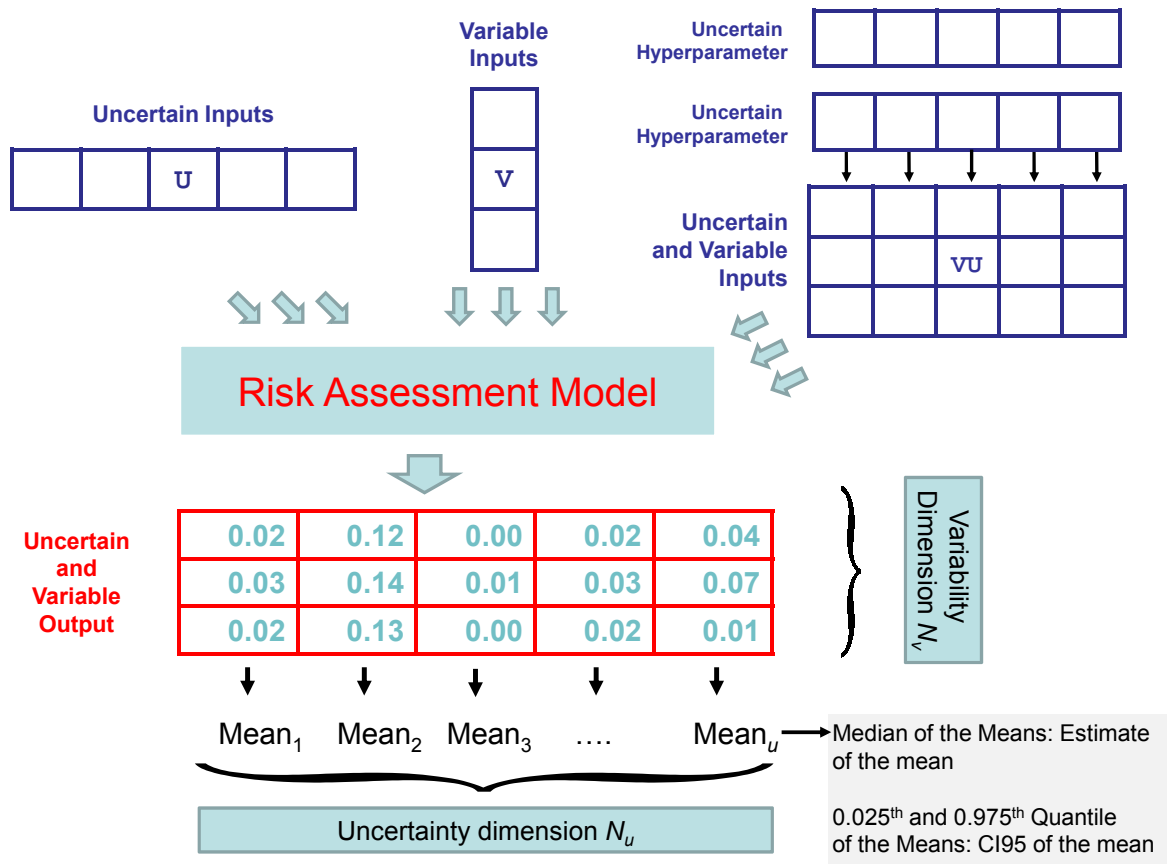 Variable
Inputs
Uncertain
Hyperparameter
Uncertain
Hyperparameter
Uncertain Inputs
U
V
Uncertain
and Variable
Inputs
VU
Risk Assessment Model
Uncertain
and
Variable
Output
0.02 0.12 0.00 0.02 0.04
0.03 0.14 0.01 0.03 0.07
0.02 0.13 0.00 0.02 0.01
Variability
Dimension Nv
Mean1 Mean2 Mean3 …. Meanu
Median of the Means: Estimate
of the mean
0.025th and 0.975th Quantile
of the Means: CI95 of the mean
Uncertainty dimension Nu